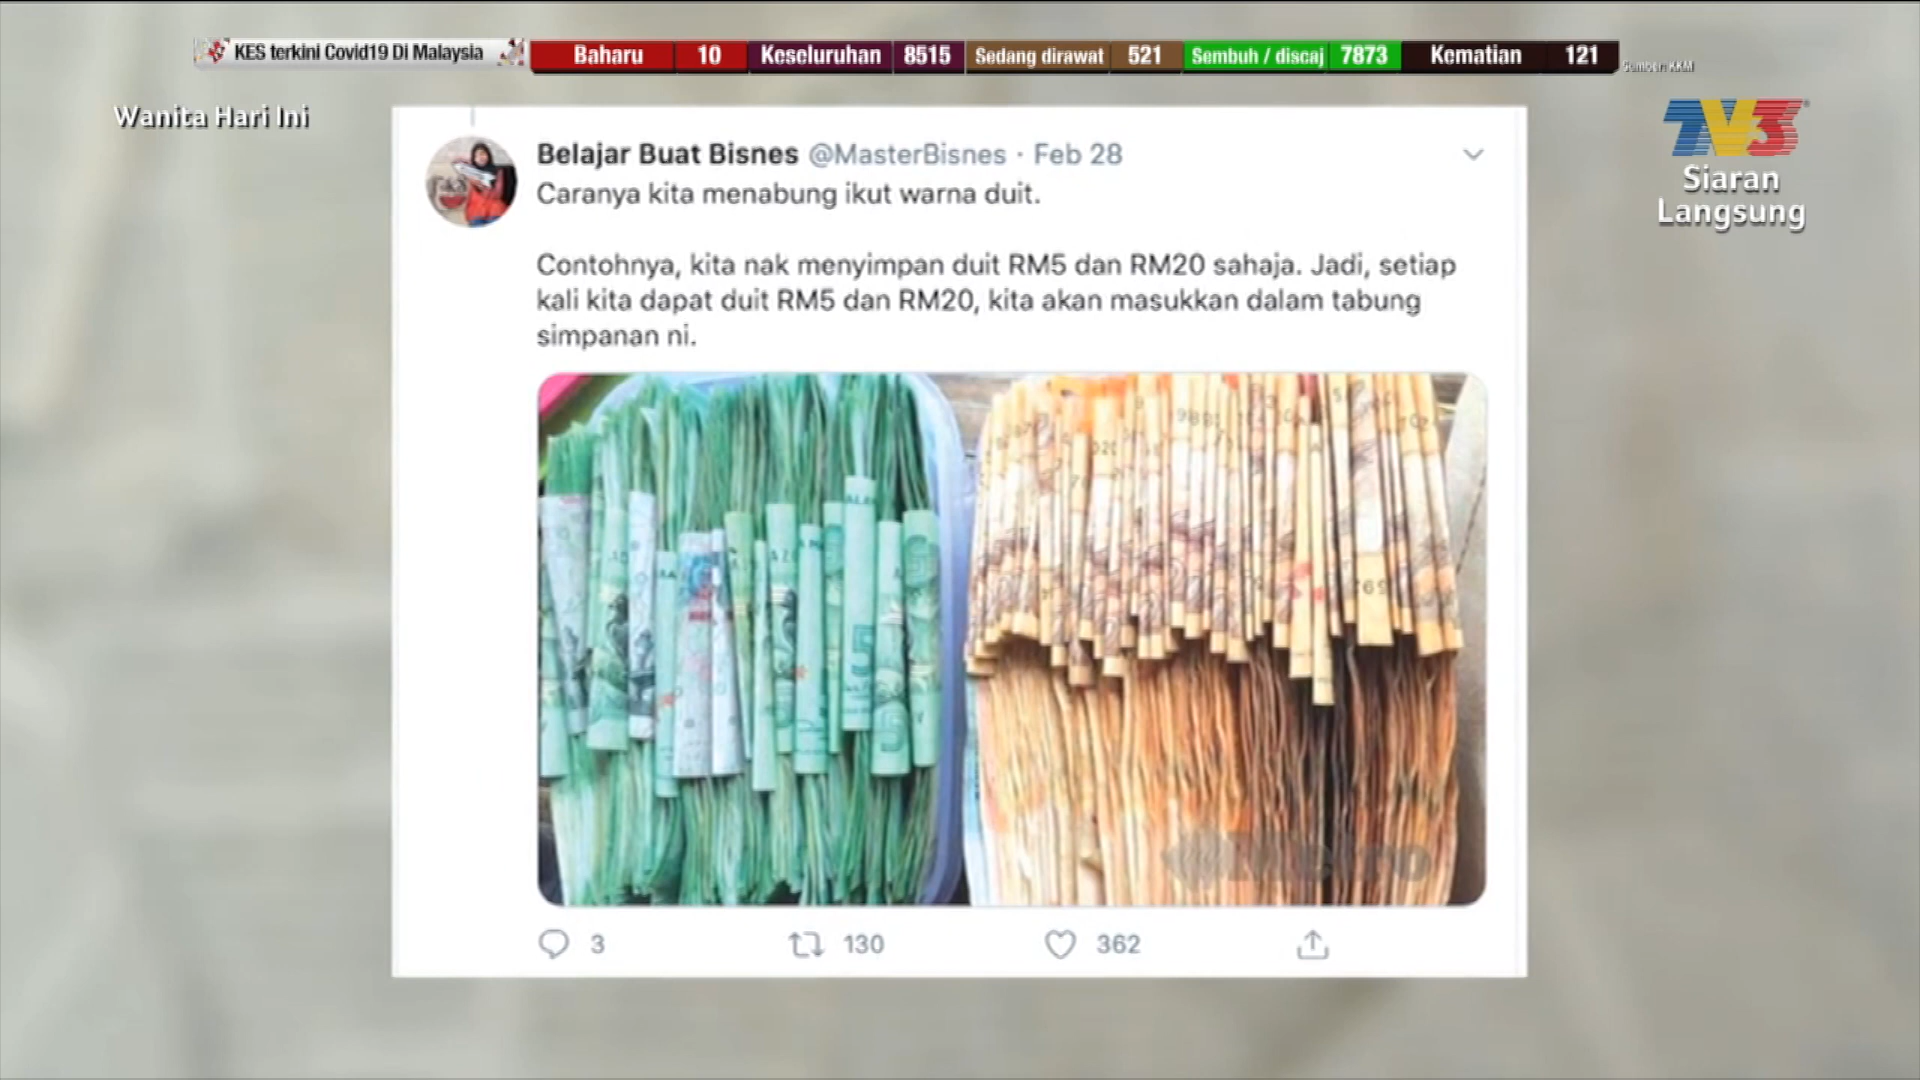 KES terkini Covid19 Di Malaysia Baharu 10 Keseluruhan 8515 Sedang dirawat 521 Sembuh / discaj 7873 Kematian 121
Sumber: KKM
Wanita Hari Ini
TV3
Siaran
Langsung
Belajar Buat Bisnes @MasterBisnes · Feb 28
Caranya kita menabung ikut warna duit.
Contohnya, kita nak menyimpan duit RM5 dan RM20 sahaja. Jadi, setiap
kali kita dapat duit RM5 dan RM20, kita akan masukkan dalam tabung
simpanan ni.
3 130 362